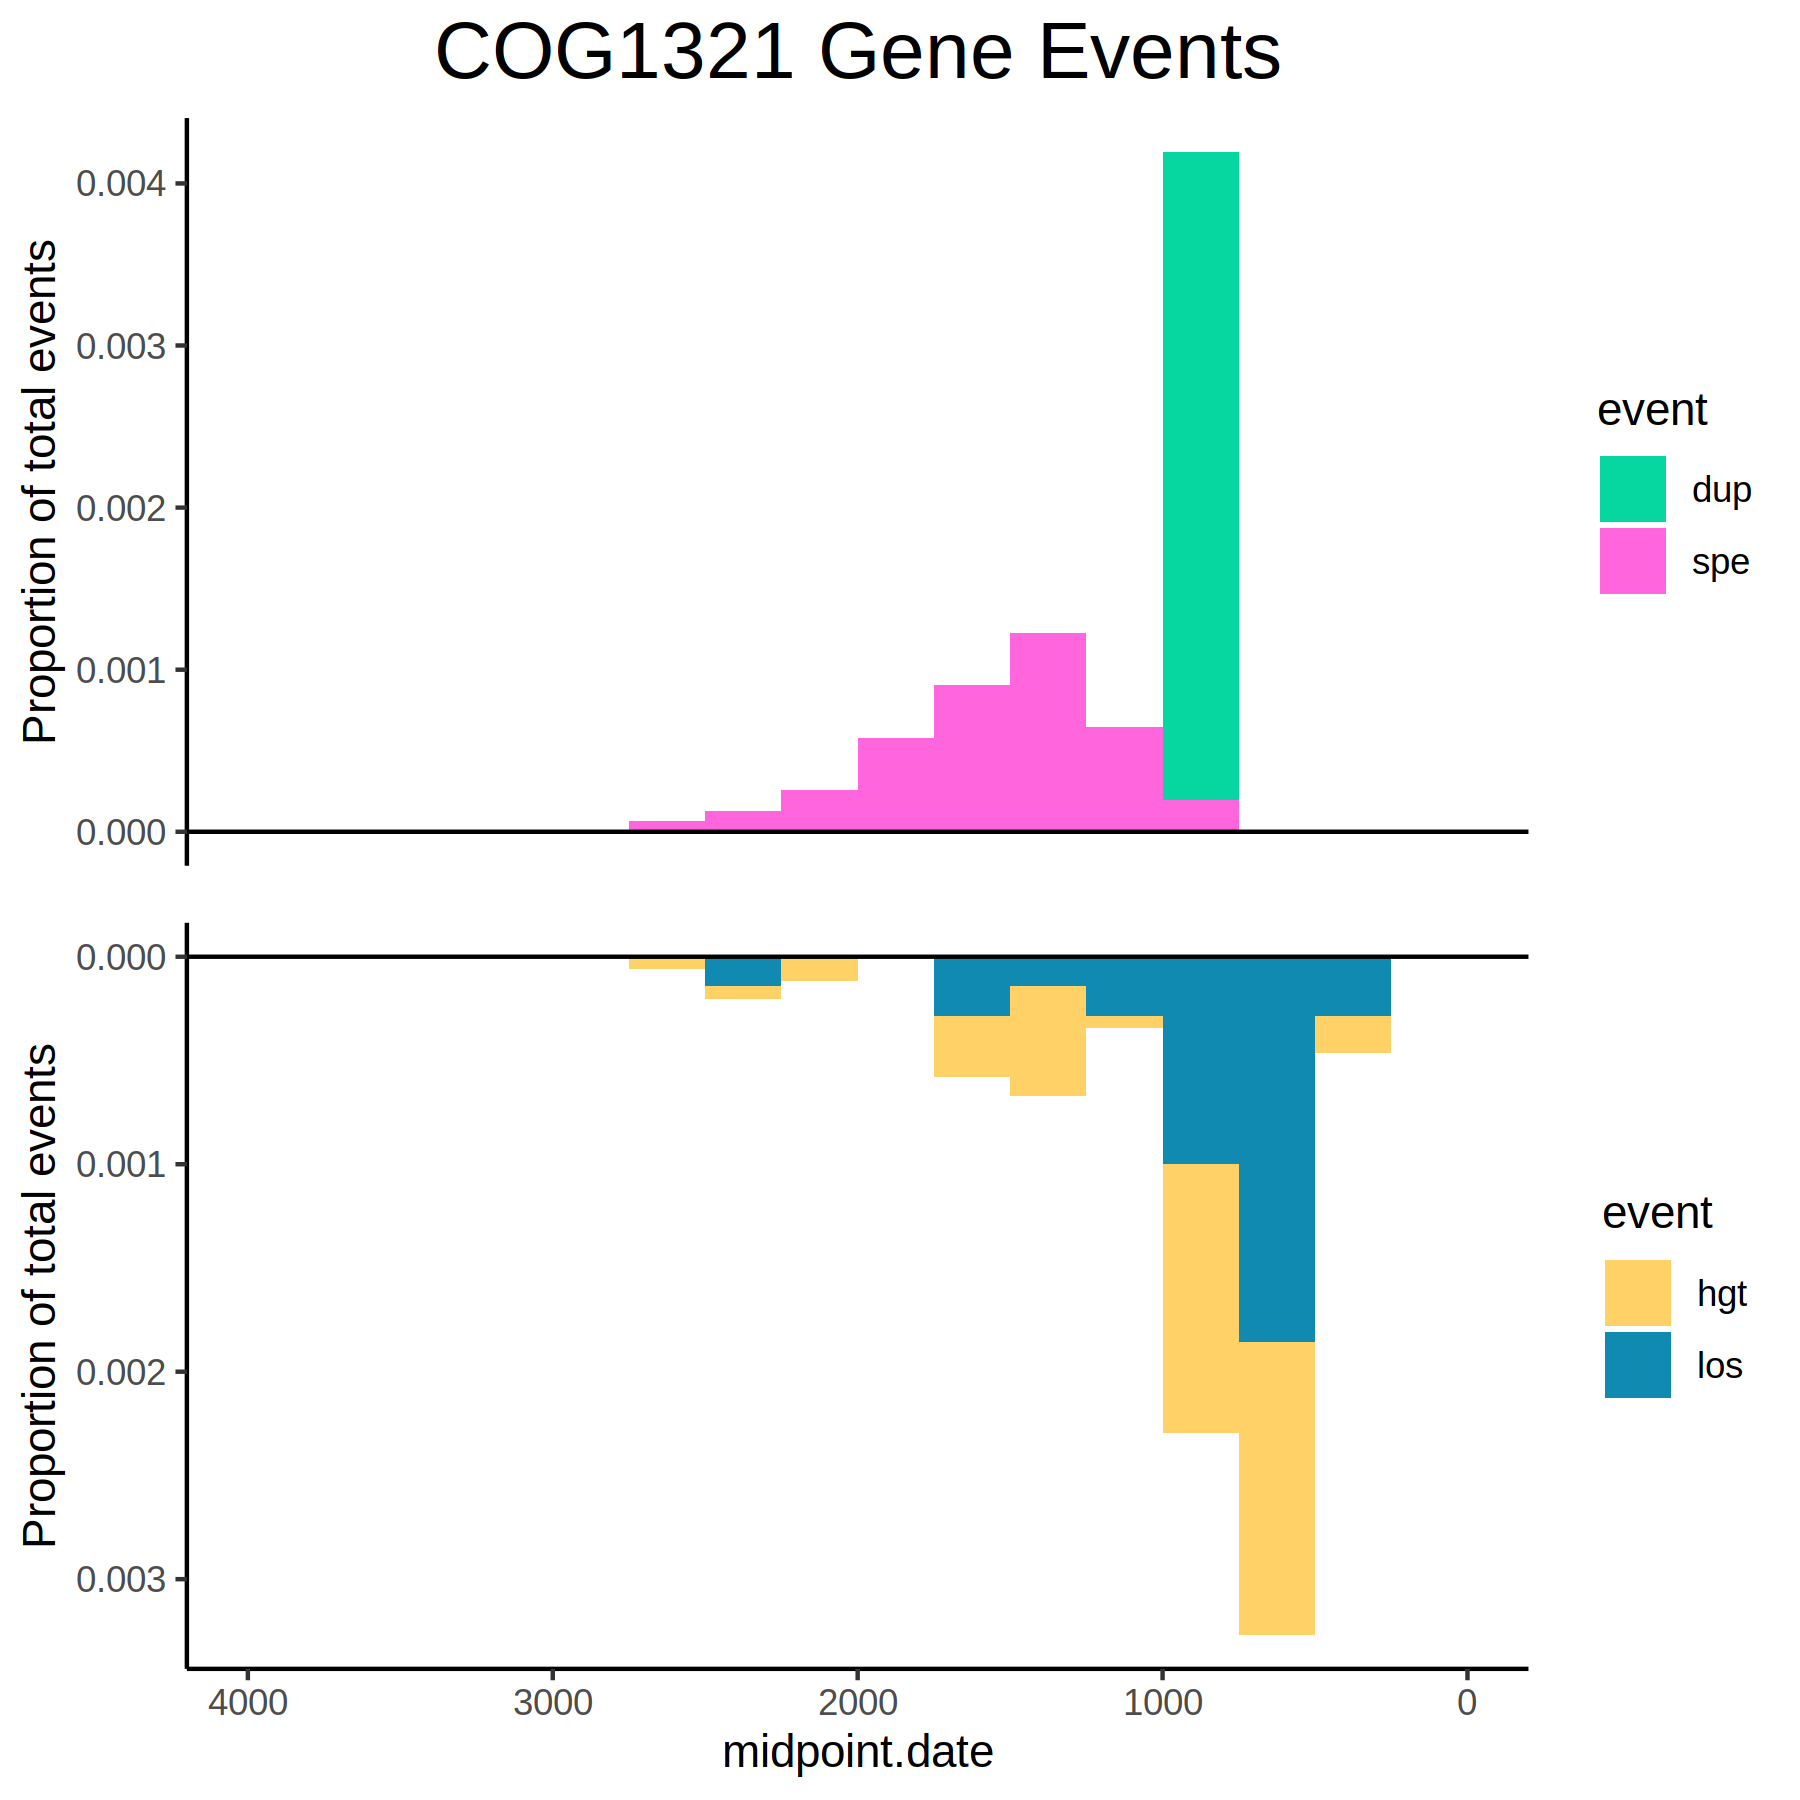 COG1321 Gene Events
Proportion of total events
0.004
0.003
0.002
0.001
0.000
event
dup
spe
Proportion of total events
0.000
0.001
0.002
0.003
event
hgt
los
4000 3000 2000 1000 0
midpoint.date